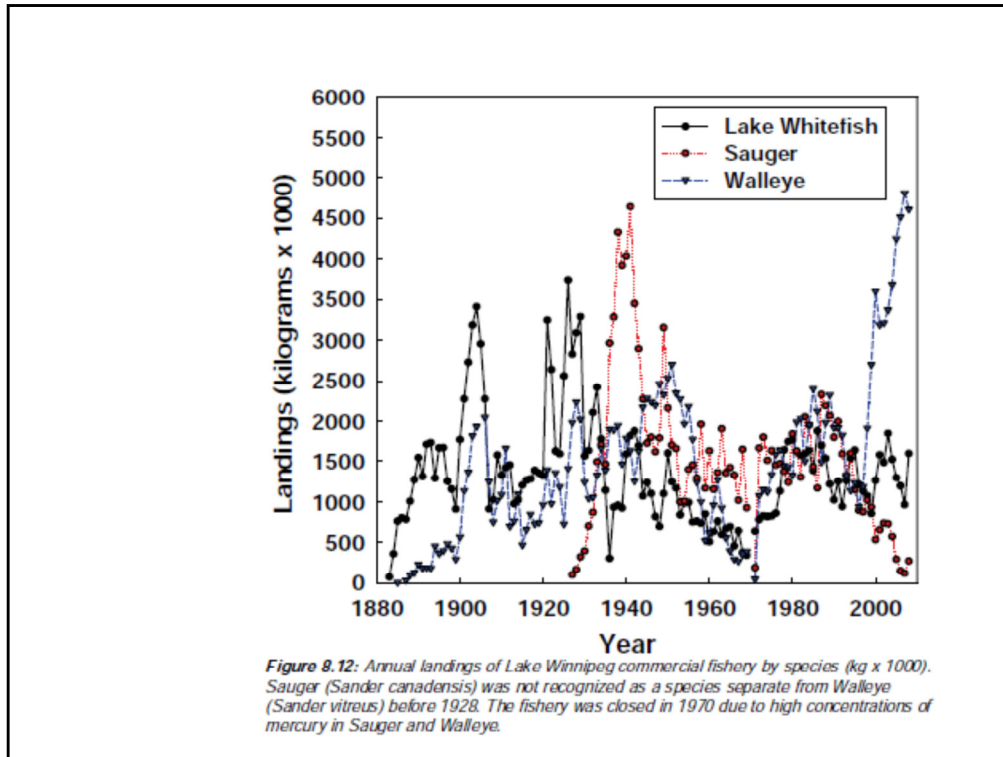 6000
5500
5000
4500
4000
3500
3000
2500
2000
1500
1000
500
0
Landings (kilograms x 1000)
Lake Whitefish
Sauger
Walleye
1880 1900 1920 1940 1960 1980 2000
Year
Figure 8.12: Annual landings of Lake Winnipeg commercial fishery by species (kg x 1000).
Sauger (Sander canadensis) was not recognized as a species separate from Walleye
(Sander vitreus) before 1928. The fishery was closed in 1970 due to high concentrations of
mercury in Sauger and Walleye.